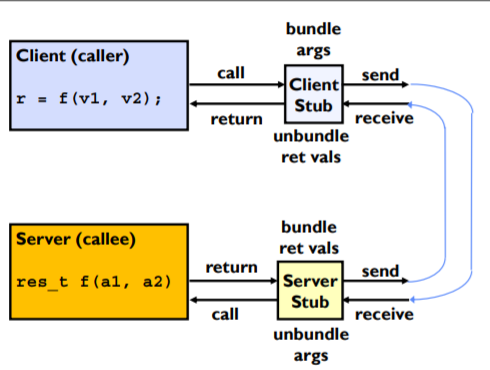 bundle
args
Client (caller)
r = f(v1, v2);
call
return
Client
Stub
send
receive
unbundle
ret vals
bundle
ret vals
Server (callee)
res_t f(a1, a2)
return
call
Server
Stub
send
receive
unbundle
args